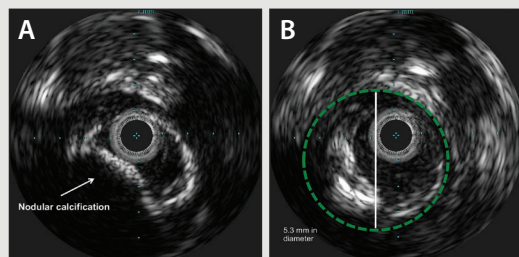 A
B
Nodular calcification
5.3 mm in
diameter